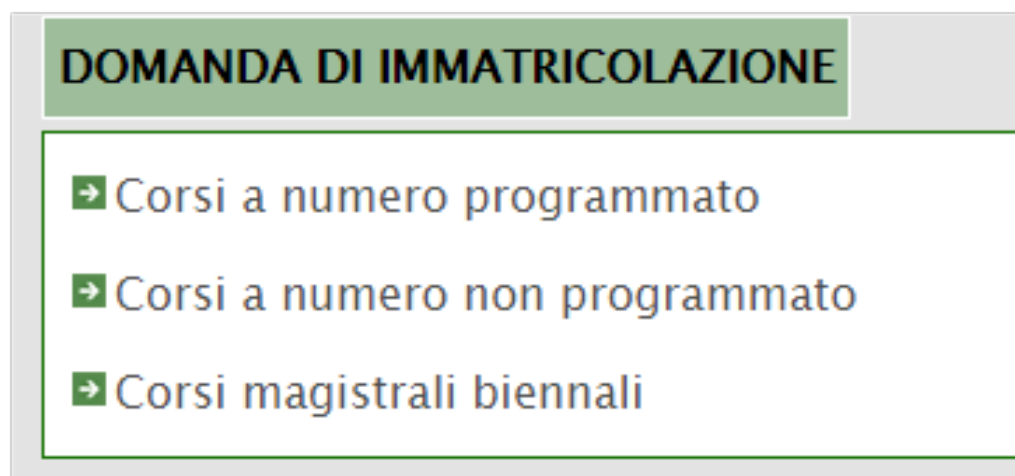 DOMANDA DI IMMATRICOLAZIONE
Corsi a numero programmato
Corsi a numero non programmato
Corsi magistrali biennali